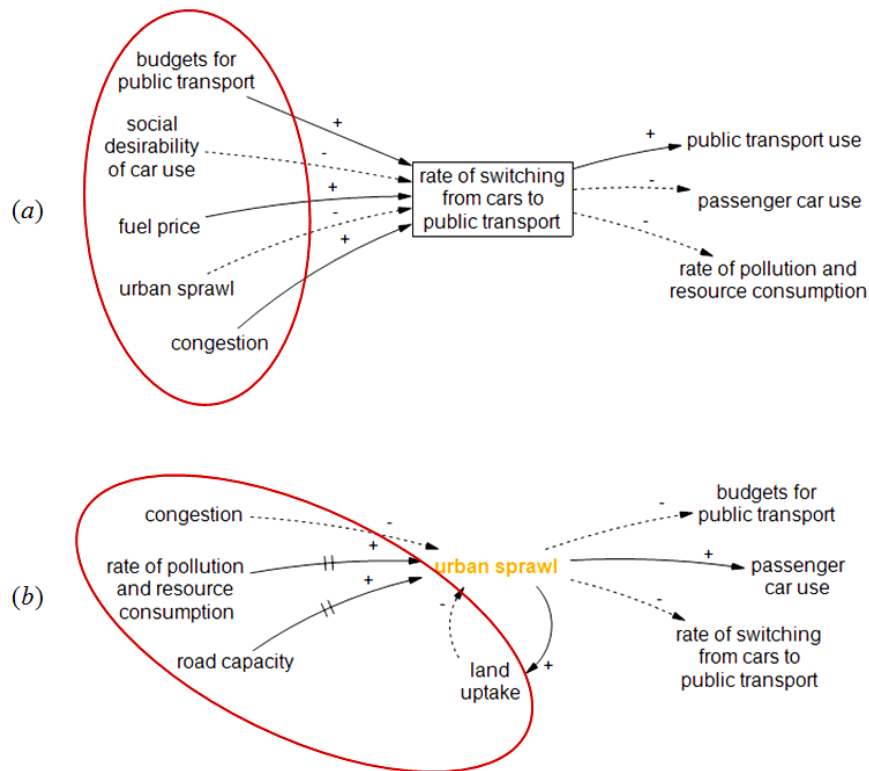 (a)
budgets for
public transport
+
social
desirability
of car use
-
fuel price
+
urban sprawl
-
congestion
+
rate of switching
from cars to
public transport
+
public transport use
-
passenger car use
-
rate of pollution and
resource consumption
(b)
congestion
-
rate of pollution
and resource
consumption
+
road capacity
+
urban sprawl
-
land
uptake
+
-
budgets for
public transport
+
passenger
car use
-
rate of switching
from cars to
public transport